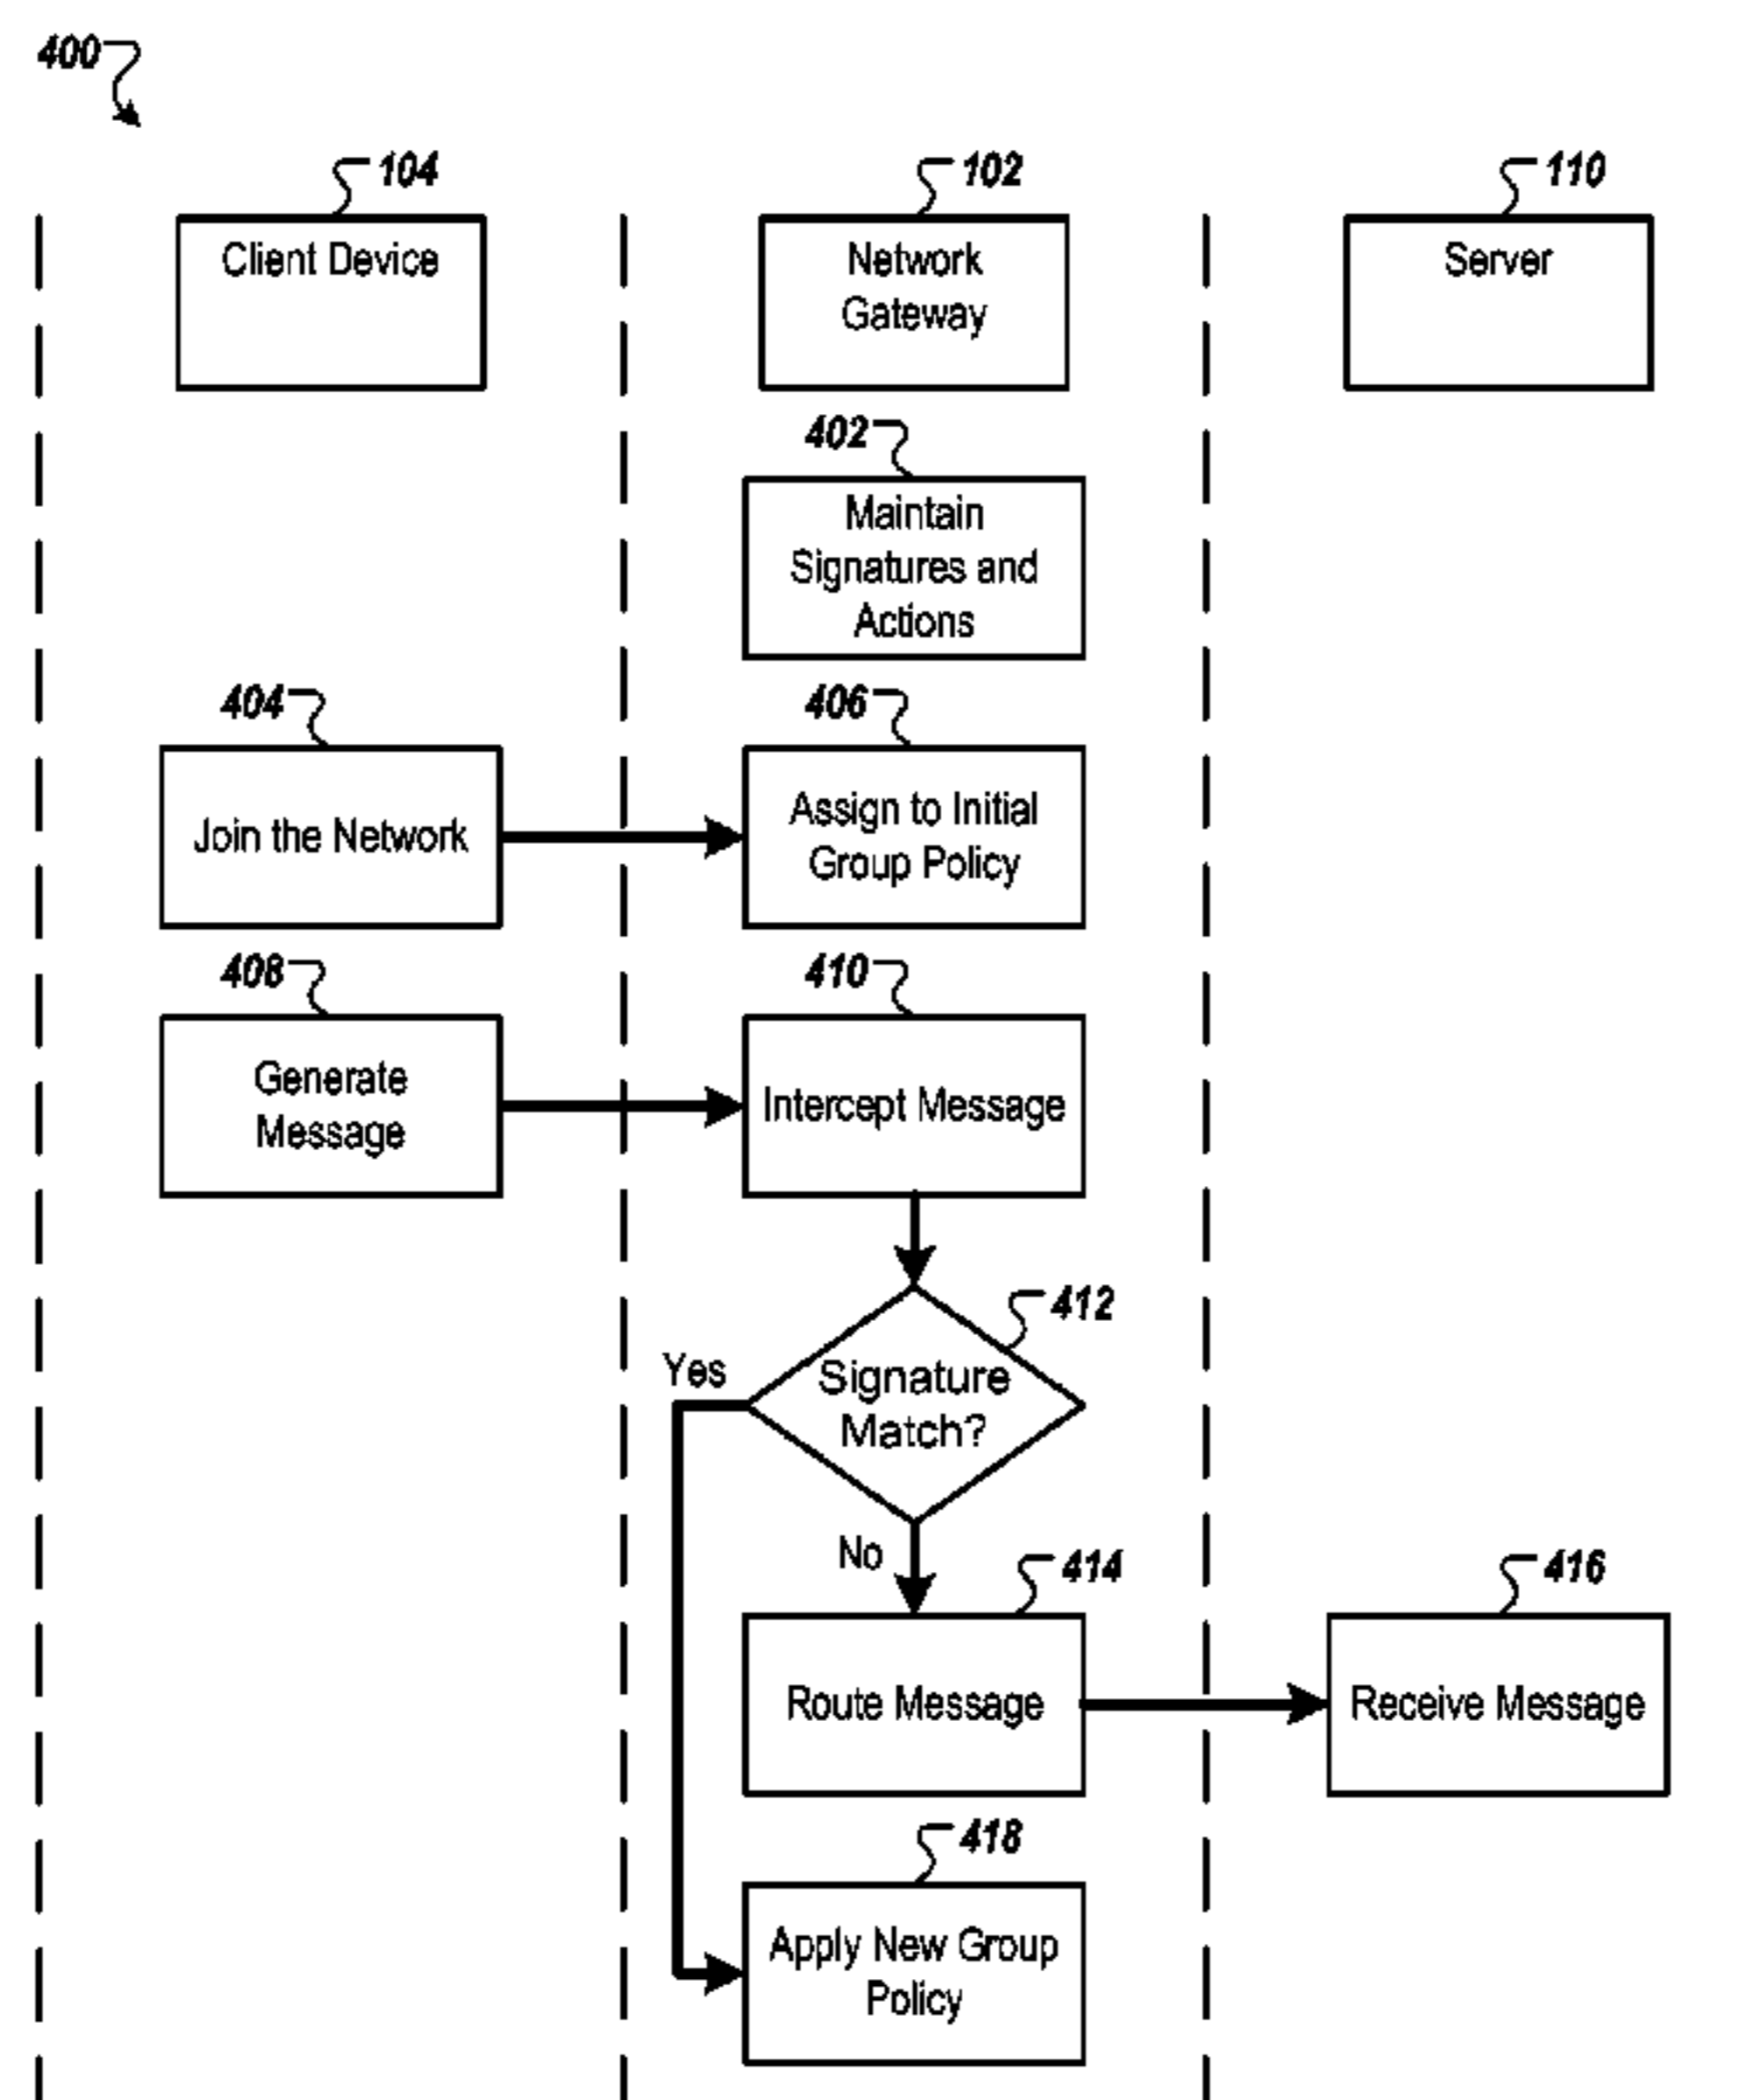 400
104
102
110
Client Device
Network
Gateway
Server
402
Maintain
Signatures and
Actions
404
406
Join the Network
Assign to Initial
Group Policy
408
410
Generate
Message
Intercept Message
412
Yes
Signature
Match?
No
414
416
Route Message
Receive Message
418
Apply New Group
Policy